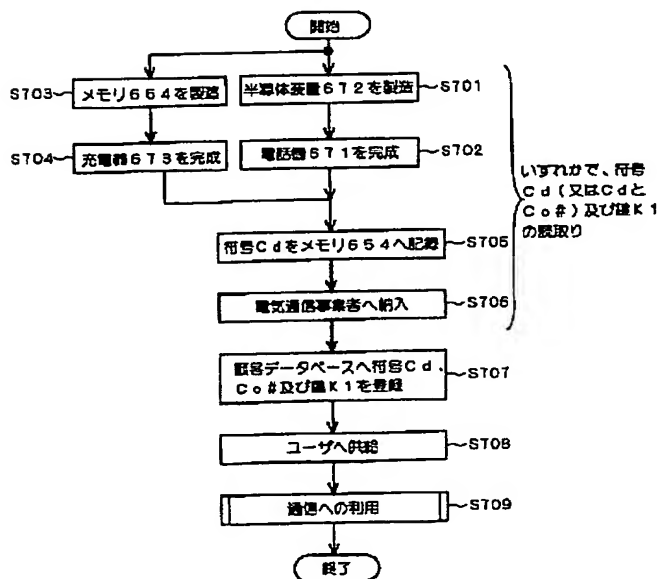 開始
S703
メモリ654を製造
半導体装置672を製造
S701
S704
充電器673を完成
電話器671を完成
S702
いずれかで、符号
Cd(又はCdと
Co#)及び鍵K1
の読取り
符号Cdをメモリ654へ記録
S705
電気通信事業者へ納入
S706
顧客データベースへ符号Cd、
Co#及び鍵K1を登録
S707
ユーザへ供給
S708
通信への利用
S709
終了